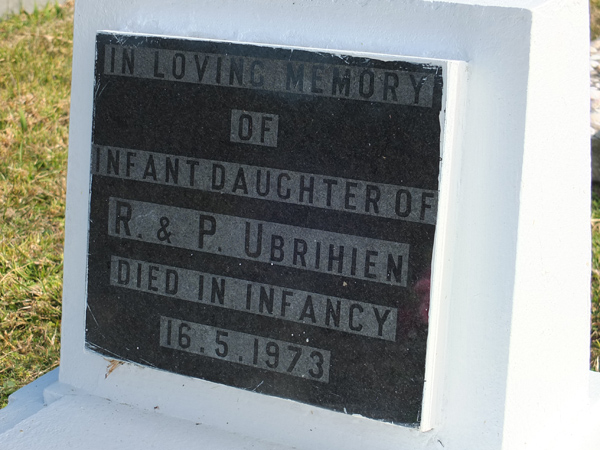 IN LOVING MEMORY
OF
INFANT DAUGHTER OF
R. & P. UBRIHIEN
DIED IN INFANCY
16.5.1973